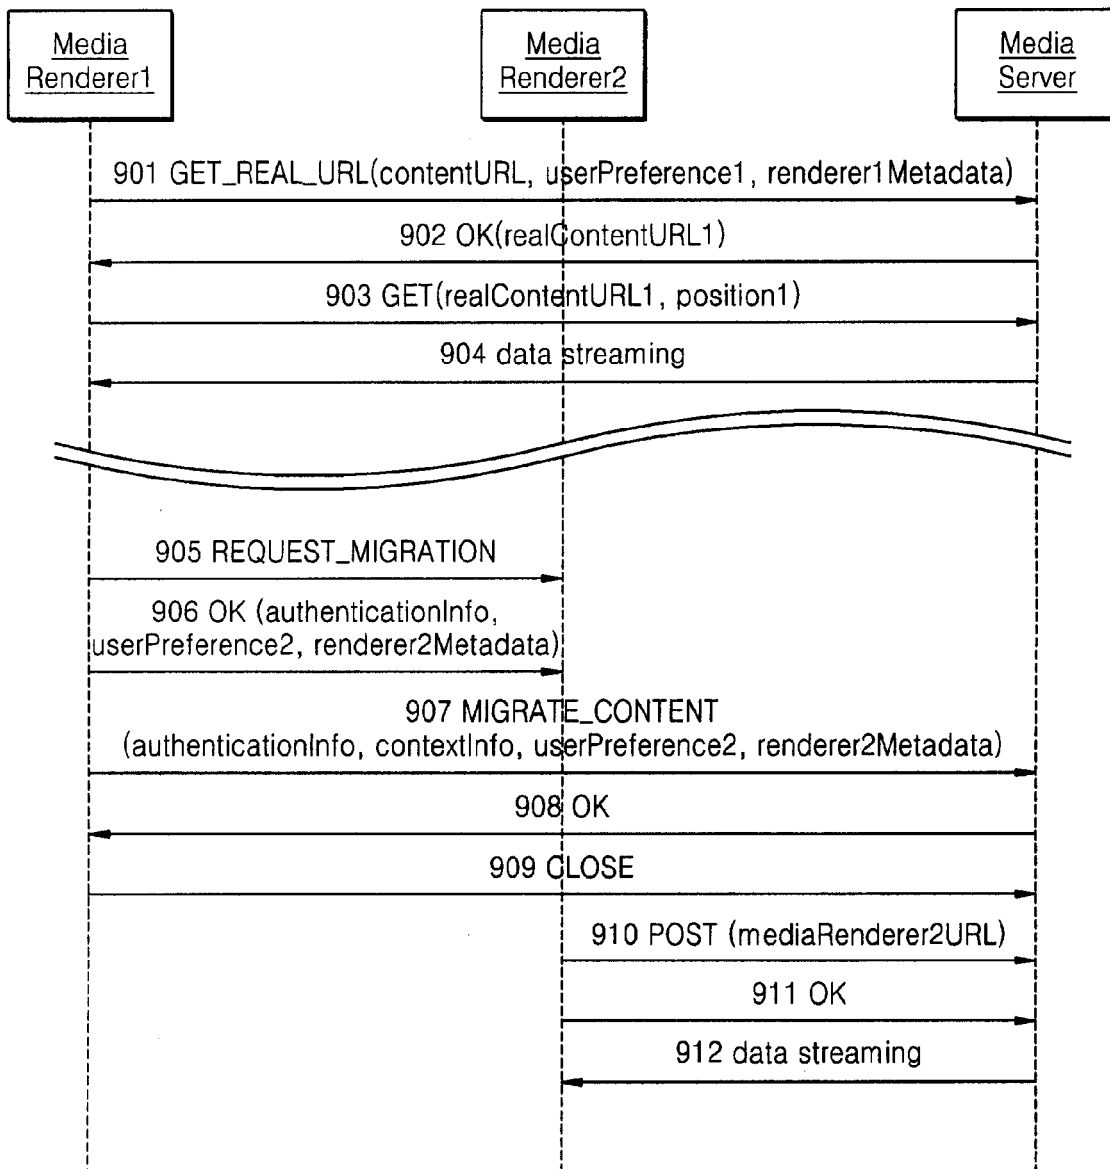 Media
Renderer1
Media
Renderer2
Media
Server
901 GET_REAL_URL(contentURL, userPreference1, renderer1Metadata)
902 OK(realContentURL1)
903 GET(realContentURL1, position1)
904 data streaming
905 REQUEST_MIGRATION
906 OK (authenticationInfo,
userPreference2, renderer2Metadata)
907 MIGRATE_CONTENT
(authenticationInfo, contextInfo, userPreference2, renderer2Metadata)
908 OK
909 CLOSE
910 POST (mediaRenderer2URL)
911 OK
912 data streaming